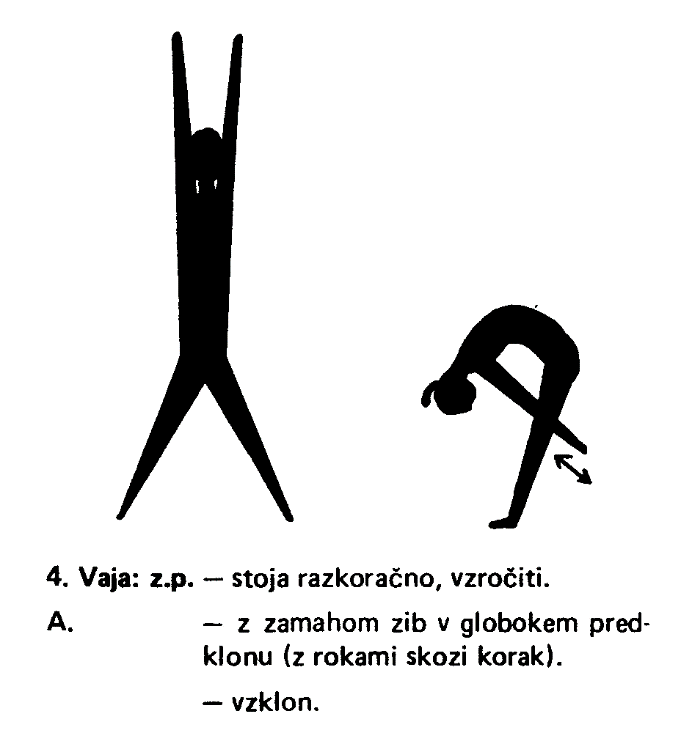 4. Vaja: z.p. — stoja razkoračno, vzročiti.
A. — z zamahom zib v globokem pred-
klonu (z rokami skozi korak).
— vzklon.